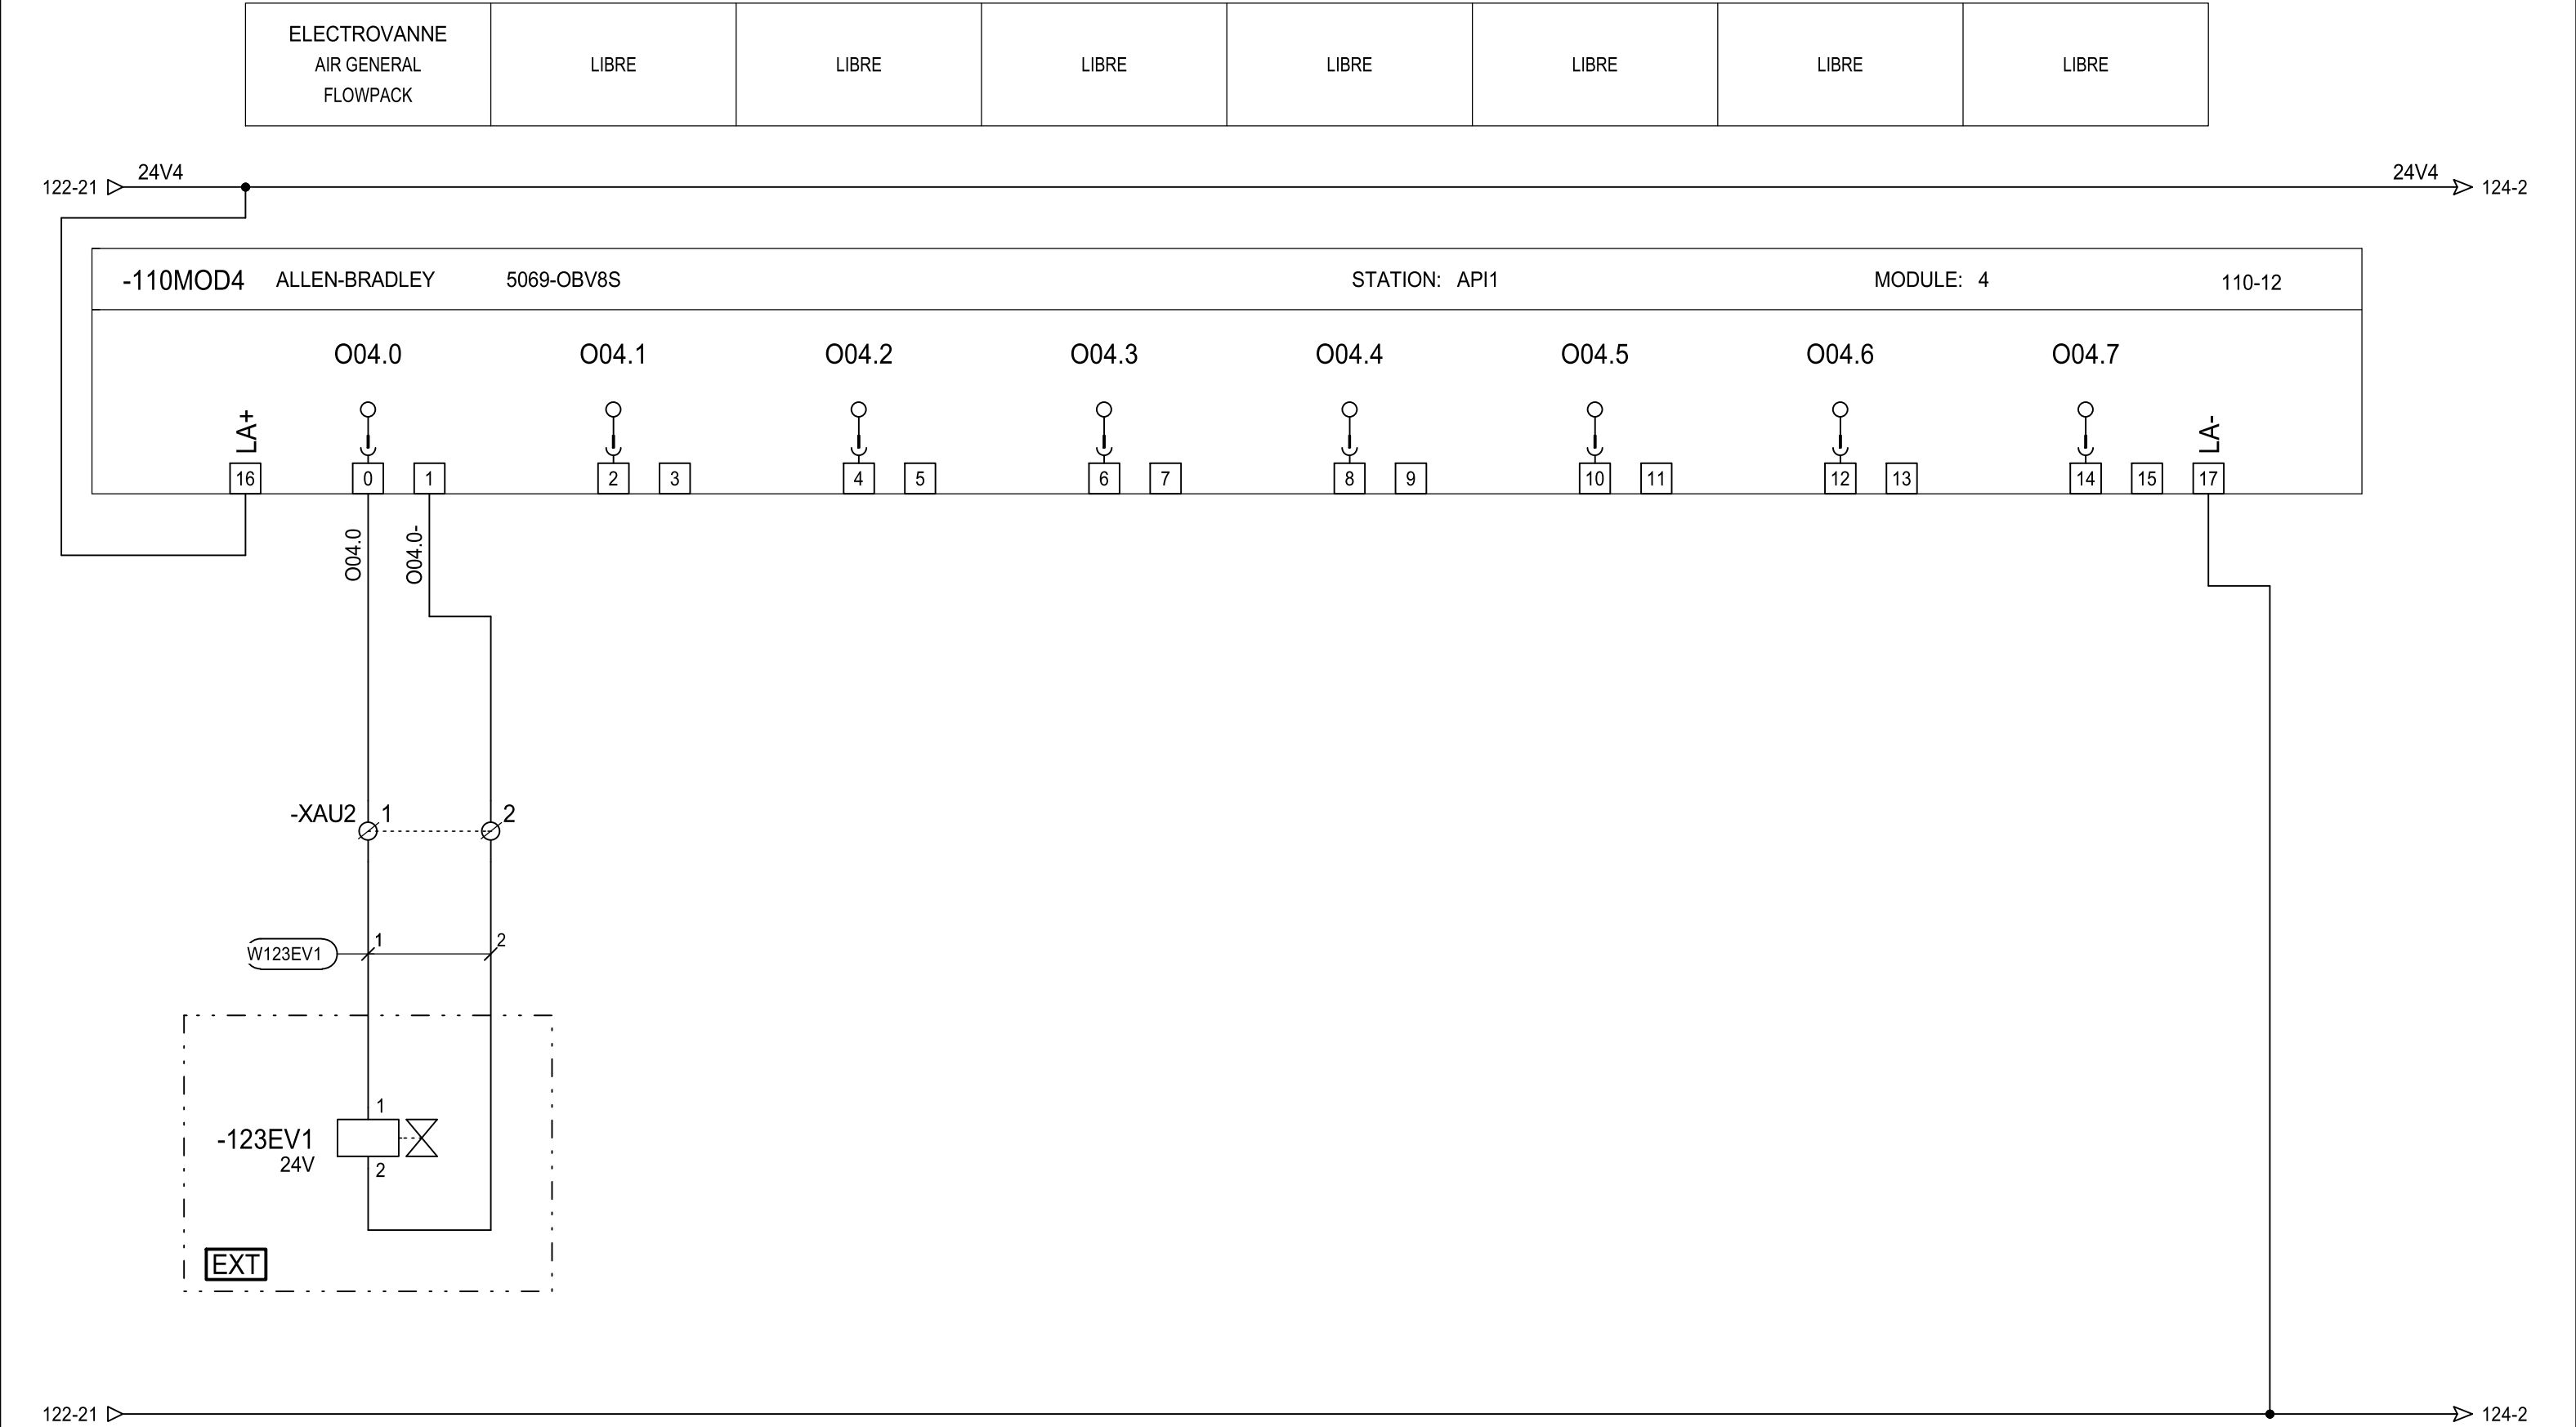 ELECTROVANNE
AIR GENERAL
FLOWPACK
LIBRE
LIBRE
LIBRE
LIBRE
LIBRE
LIBRE
LIBRE
122-21 24V4 24V4 124-2
-110MOD4 ALLEN-BRADLEY 5069-OBV8S STATION: API1 MODULE: 4 110-12
O04.0 O04.1 O04.2 O04.3 O04.4 O04.5 O04.6 O04.7
LA+ LA-
16 0 1 2 3 4 5 6 7 8 9 10 11 12 13 14 15 17
O04.0 O04.0-
-XAU2 1 2
W123EV1 1 2
1
-123EV1
24V
2
EXT
122-21 124-2